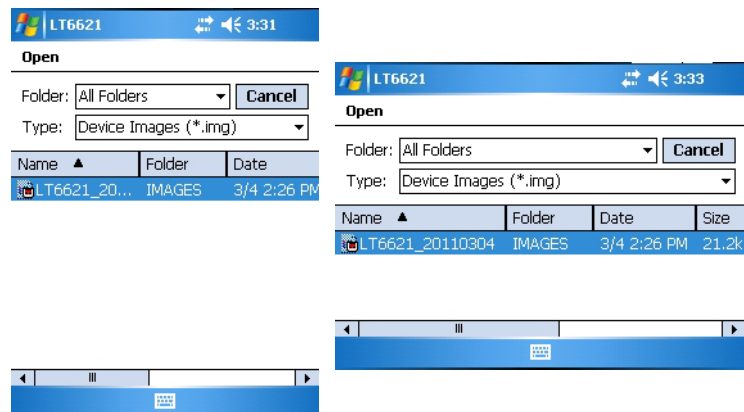 LT6621 3:31
Open
Folder: All Folders Cancel
Type: Device Images (*.img)
Name Folder Date
LT6621_20... IMAGES 3/4 2:26 PM
LT6621 3:33
Open
Folder: All Folders Cancel
Type: Device Images (*.img)
Name Folder Date Size
LT6621_20110304 IMAGES 3/4 2:26 PM 21.2k